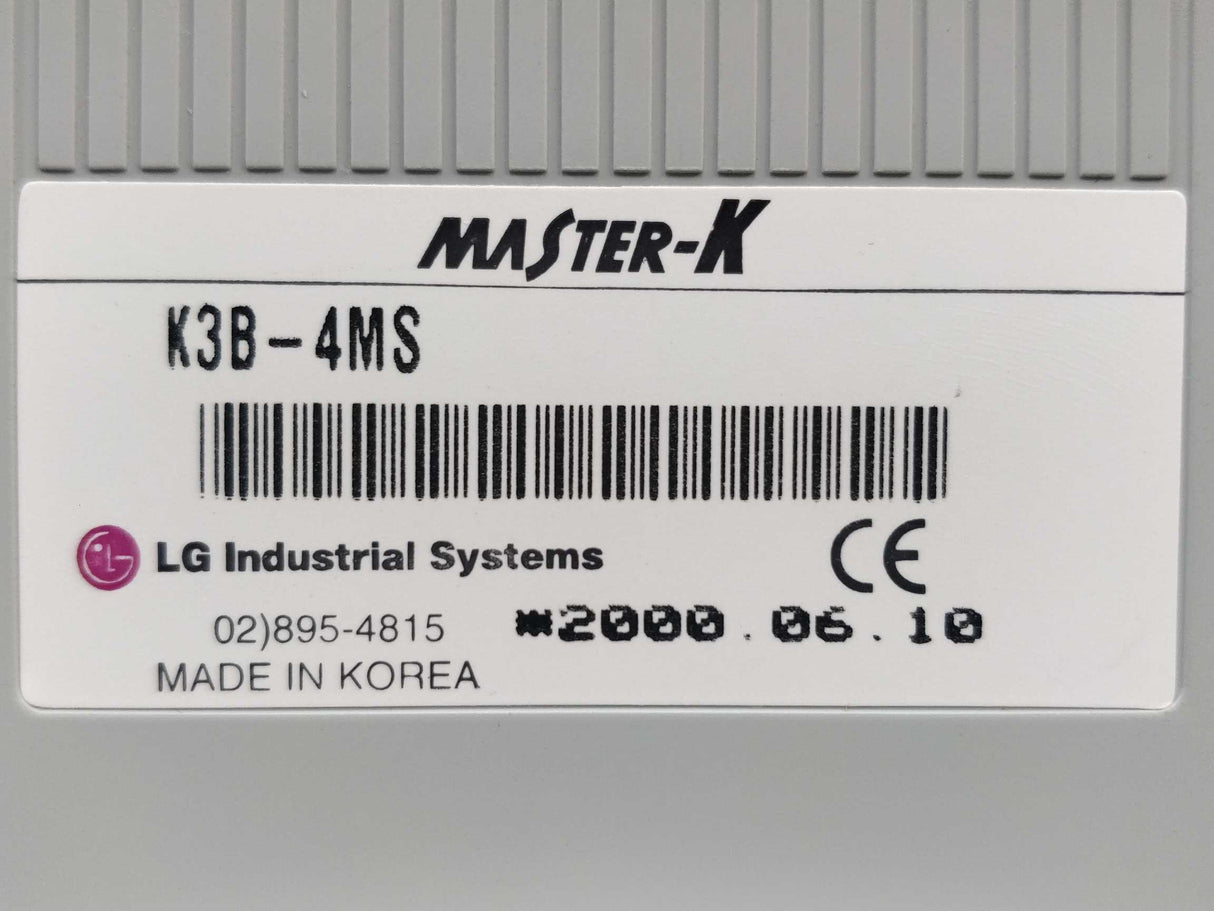 MASTER-K
K3B-4MS
LG Industrial Systems CE
02)895-4815 *2000.06.10
MADE IN KOREA